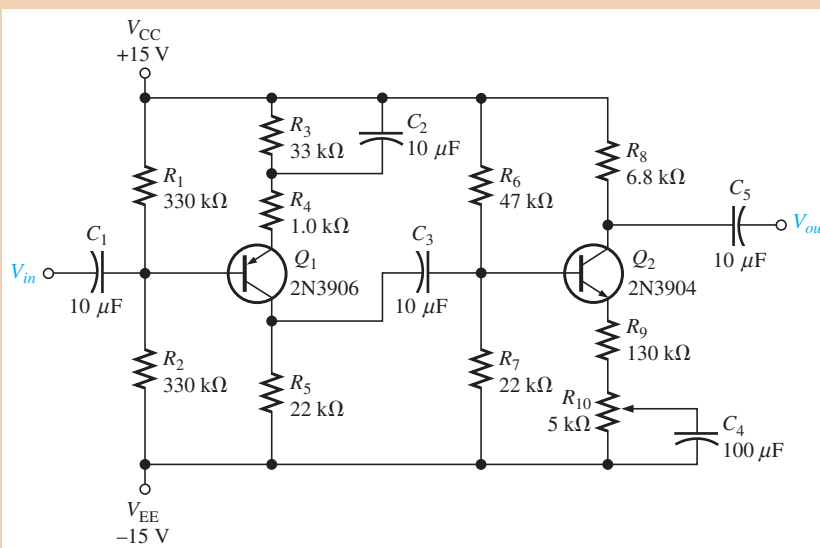 V_CC
+15 V
R_3
33 kΩ
C_2
10 μF
R_1
330 kΩ
R_4
1.0 kΩ
R_6
47 kΩ
R_8
6.8 kΩ
C_5
10 μF
V_in
C_1
10 μF
Q_1
2N3906
C_3
10 μF
Q_2
2N3904
V_ou
R_2
330 kΩ
R_5
22 kΩ
R_7
22 kΩ
R_9
130 kΩ
R_10
5 kΩ
C_4
100 μF
V_EE
–15 V